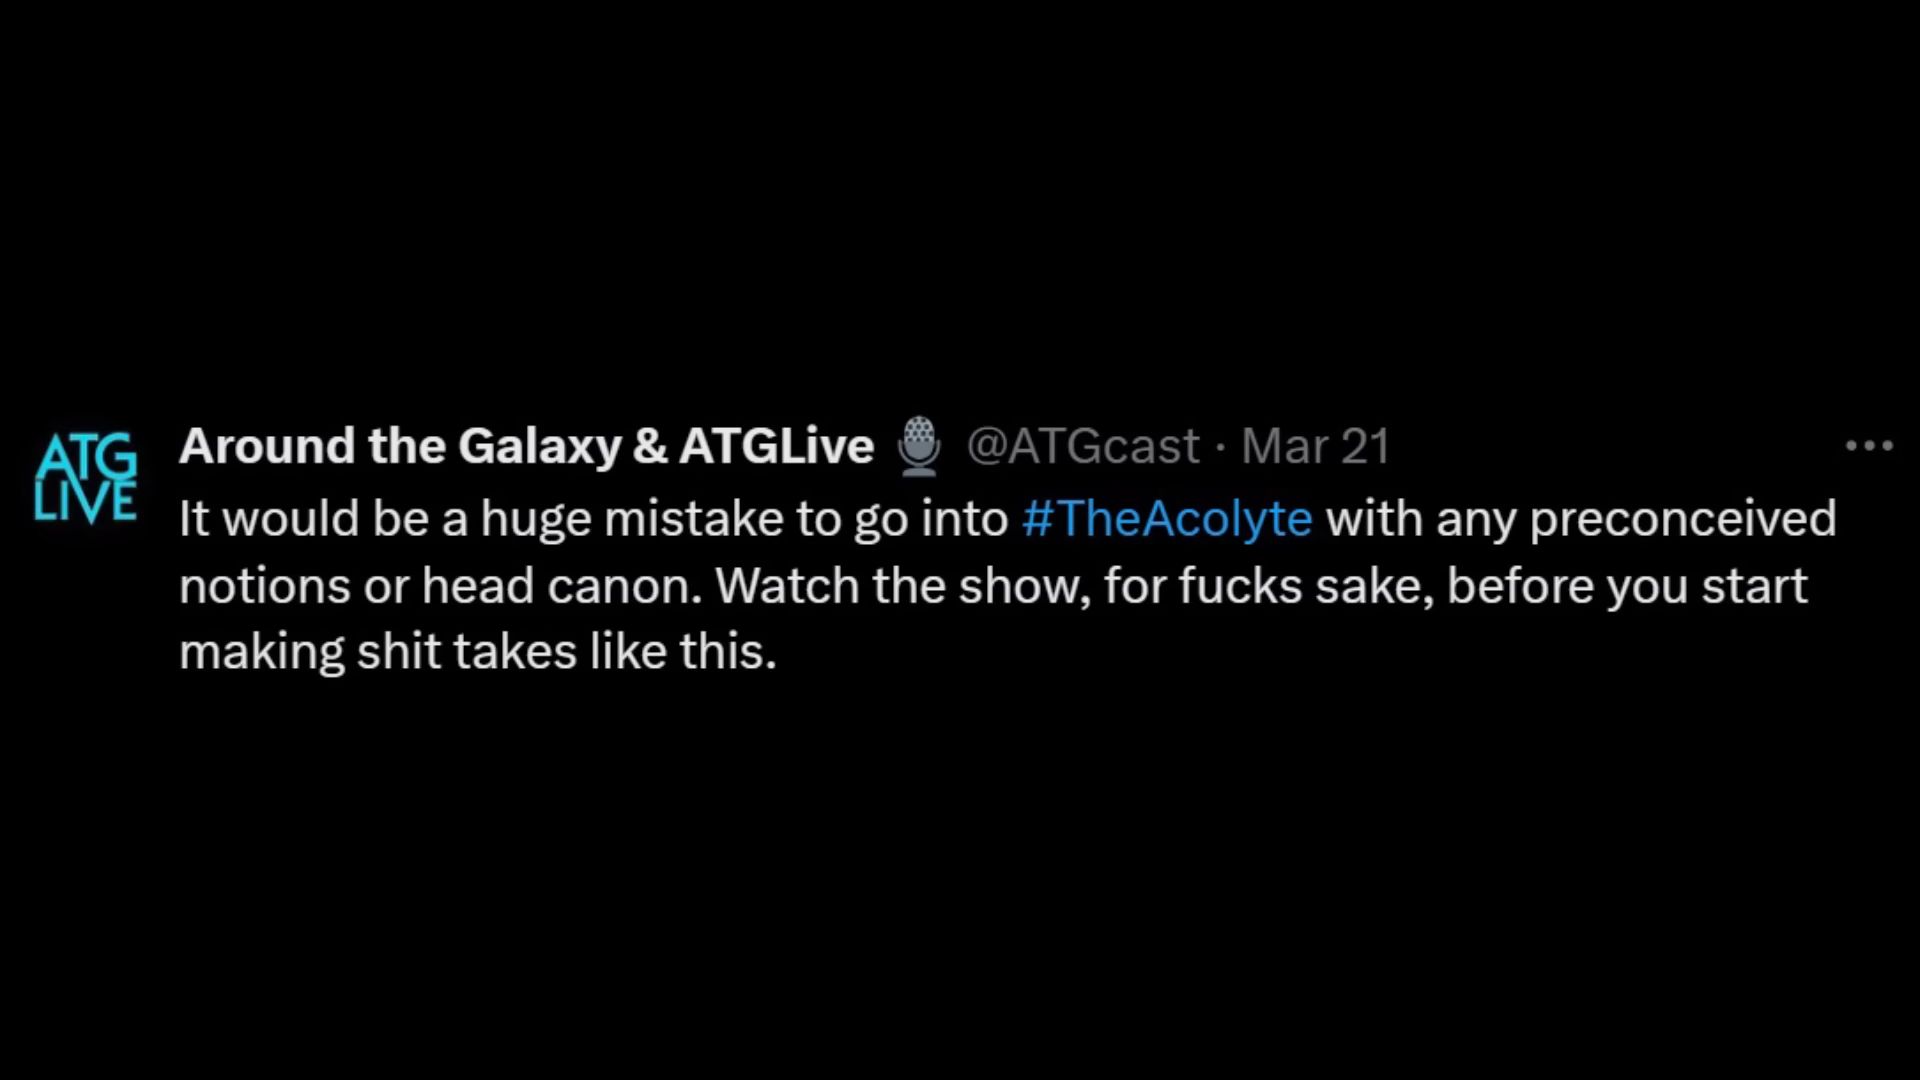 ATG
LIVE
Around the Galaxy & ATGLive 🎙 @ATGcast · Mar 21
It would be a huge mistake to go into #TheAcolyte with any preconceived
notions or head canon. Watch the show, for fucks sake, before you start
making shit takes like this.